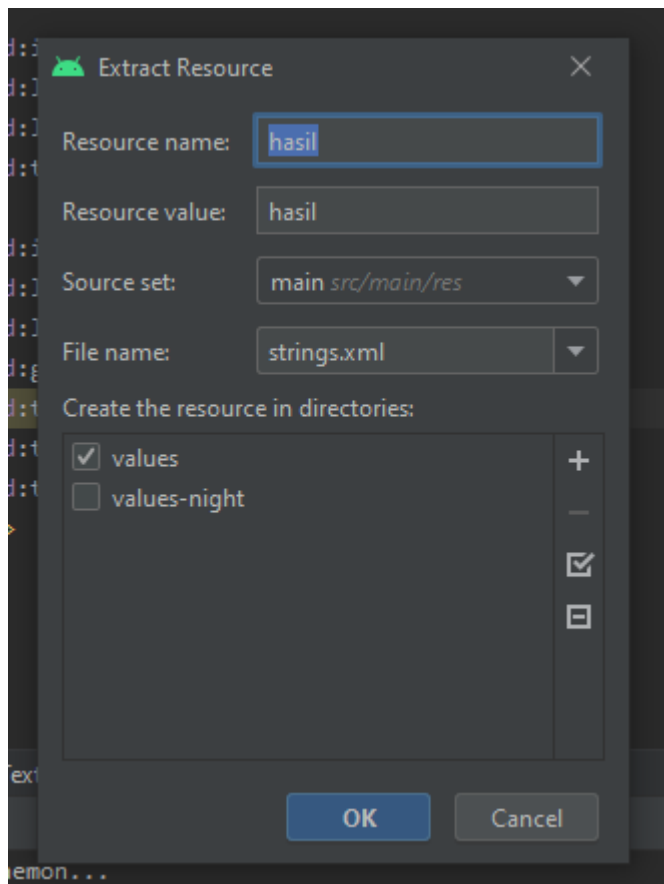 Extract Resource
Resource name: hasil
Resource value: hasil
Source set: main src/main/res
File name: strings.xml
Create the resource in directories:
values
values-night
OK Cancel